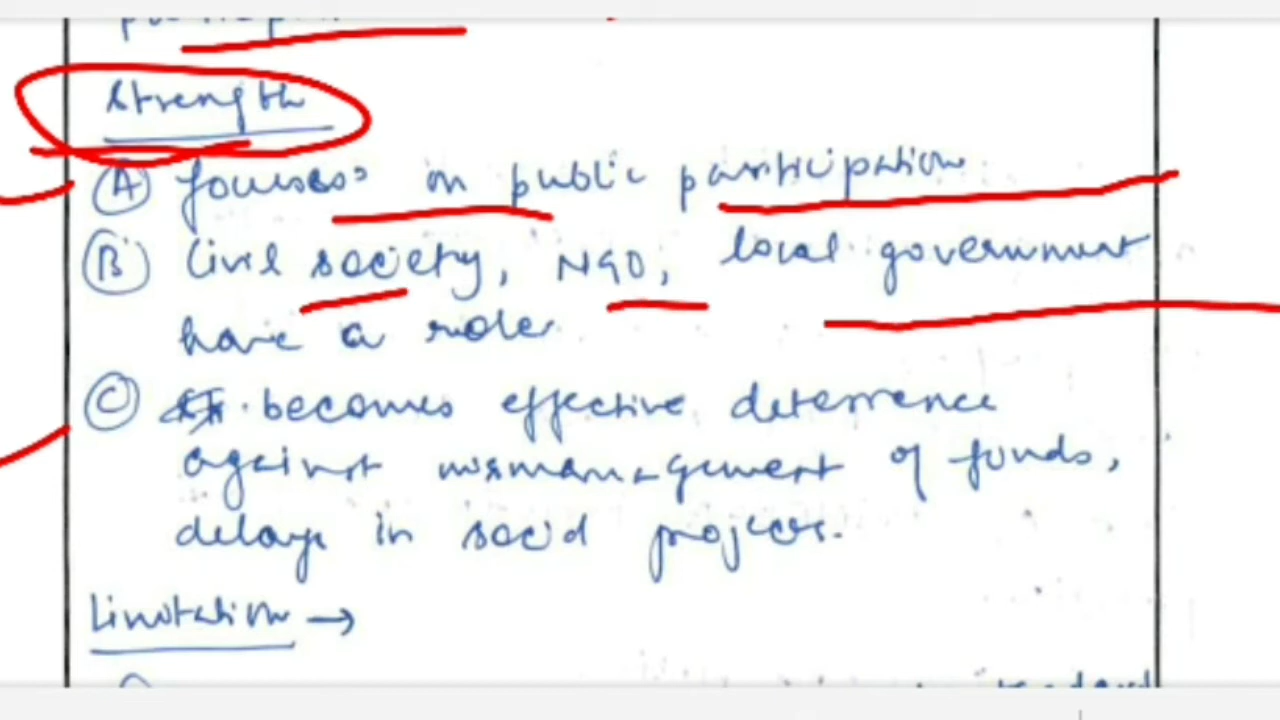 Strength
(A) focuses on public participation
(B) Civil society, NGO, local government
have a role
(C) becomes effective deterrence
against mismanagement of funds,
delays in social projects.
Limitation →